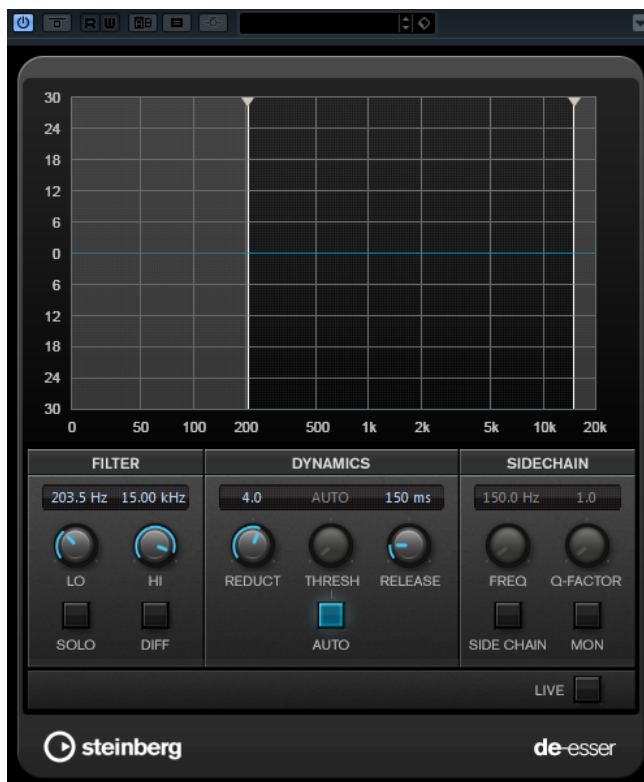 R W AB
30
24
18
12
6
0
6
12
18
24
30
0 50 100 200 500 1k 2k 5k 10k 20k
FILTER DYNAMICS SIDECHAIN
203.5 Hz 15.00 kHz 4.0 AUTO 150 ms 150.0 Hz 1.0
LO HI REDUCT THRESH RELEASE FREQ Q-FACTOR
SOLO DIFF AUTO SIDE CHAIN MON
LIVE
steinberg de-esser